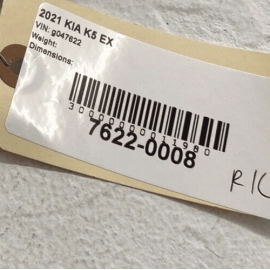 2021 KIA K5 EX
VIN: g047622
Weight:
Dimensions:
3000000011980
7622-0008